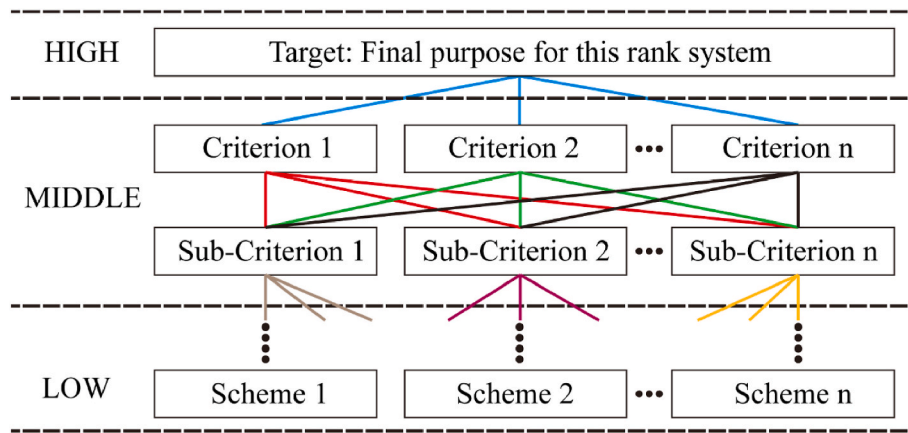 HIGH
Target: Final purpose for this rank system
Criterion 1
Criterion 2
Criterion n
MIDDLE
Sub-Criterion 1
Sub-Criterion 2
Sub-Criterion n
LOW
Scheme 1
Scheme 2
Scheme n